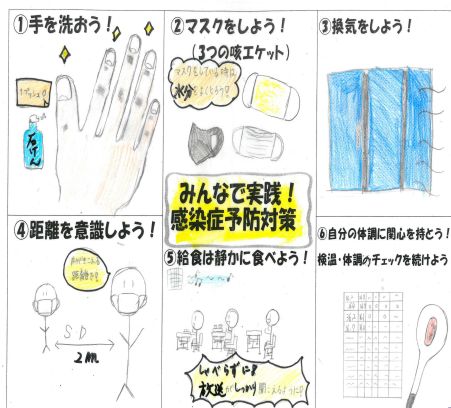 ①手を洗おう！
石けん
②マスクをしよう！
(3つの咳エケット)
マスクをしている時は、
水分をよくとろう！
③換気をしよう！
みんなで実践！
感染症予防対策
④距離を意識しよう！
SD
2m
⑤給食は静かに食べよう！
しゃべらずに！
放送がしっかり聞こえるように！
⑥自分の体調に関心を持とう！
検温・体調のチェックを続けよう